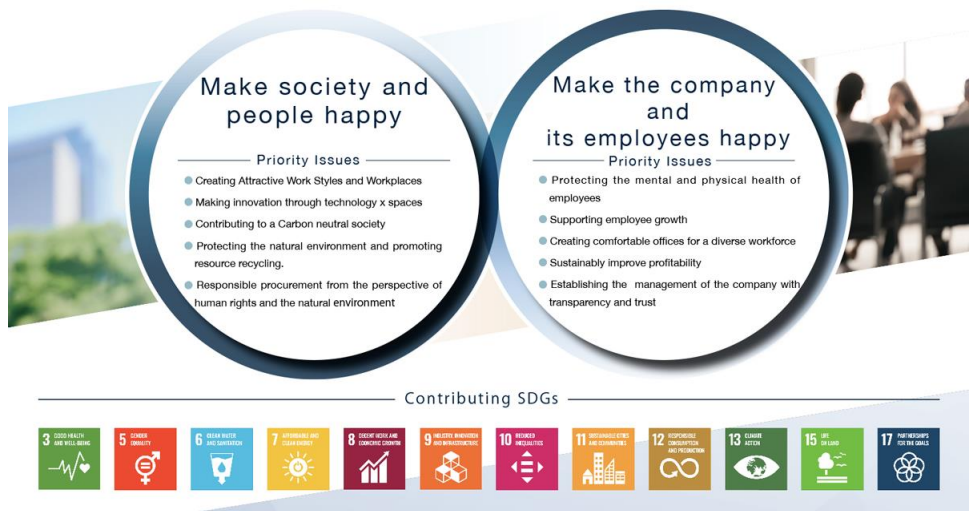 Make society and
people happy
Priority Issues
Creating Attractive Work Styles and Workplaces
Making innovation through technology x spaces
Contributing to a Carbon neutral society
Protecting the natural environment and promoting
resource recycling.
Responsible procurement from the perspective of
human rights and the natural environment
Make the company
and
its employees happy
Priority Issues
Protecting the mental and physical health of
employees
Supporting employee growth
Creating comfortable offices for a diverse workforce
Sustainably improve profitability
Establishing the management of the company with
transparency and trust
Contributing SDGs
3 GOOD HEALTH
AND WELL-BEING
5 GENDER
EQUALITY
6 CLEAN WATER
AND SANITATION
7 AFFORDABLE AND
CLEAN ENERGY
8 DECENT WORK AND
ECONOMIC GROWTH
9 INDUSTRY, INNOVATION
AND INFRASTRUCTURE
10 REDUCED
INEQUALITIES
11 SUSTAINABLE CITIES
AND COMMUNITIES
12 RESPONSIBLE
CONSUMPTION
AND PRODUCTION
13 CLIMATE
ACTION
15 LIFE
ON LAND
17 PARTNERSHIPS
FOR THE GOALS